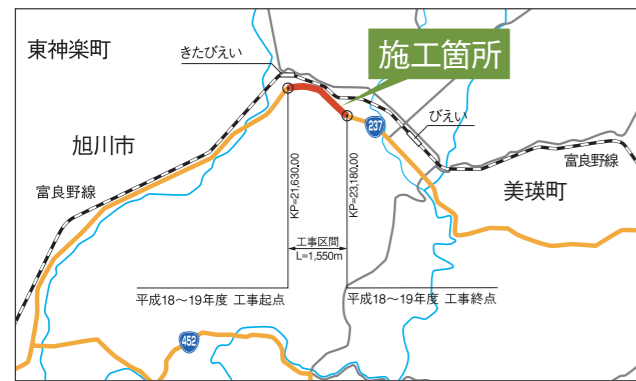 東神楽町
きたびえい
施工箇所
旭川市
237
びえい
富良野線
富良野線
美瑛町
KP=21,630.00
KP=23,180.00
工事区間
L=1,550m
平成18～19年度 工事起点
平成18～19年度 工事終点
452